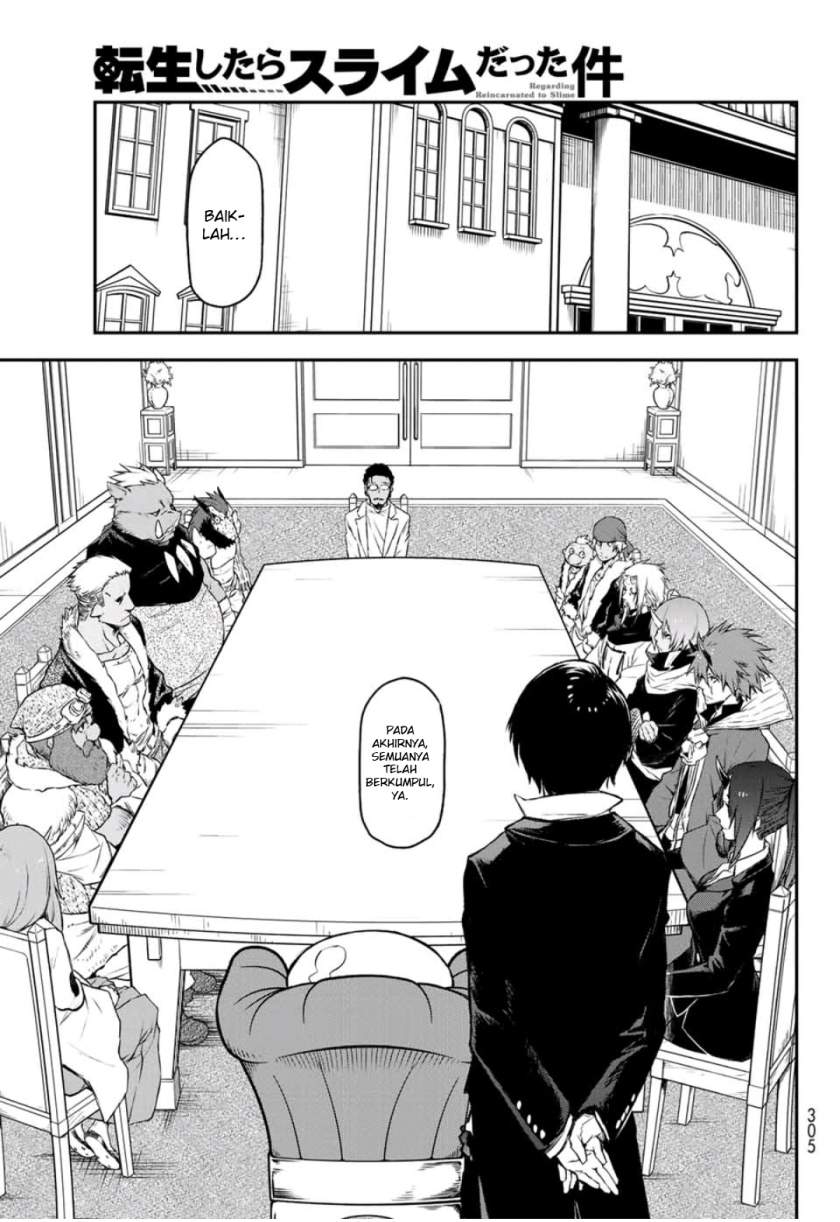 転生したらスライムだった件
Regarding
Reincarnated to Slime
BAIK-
LAH...
PADA
AKHIRNYA,
SEMUANYA
TELAH
BERKUMPUL,
YA.
305